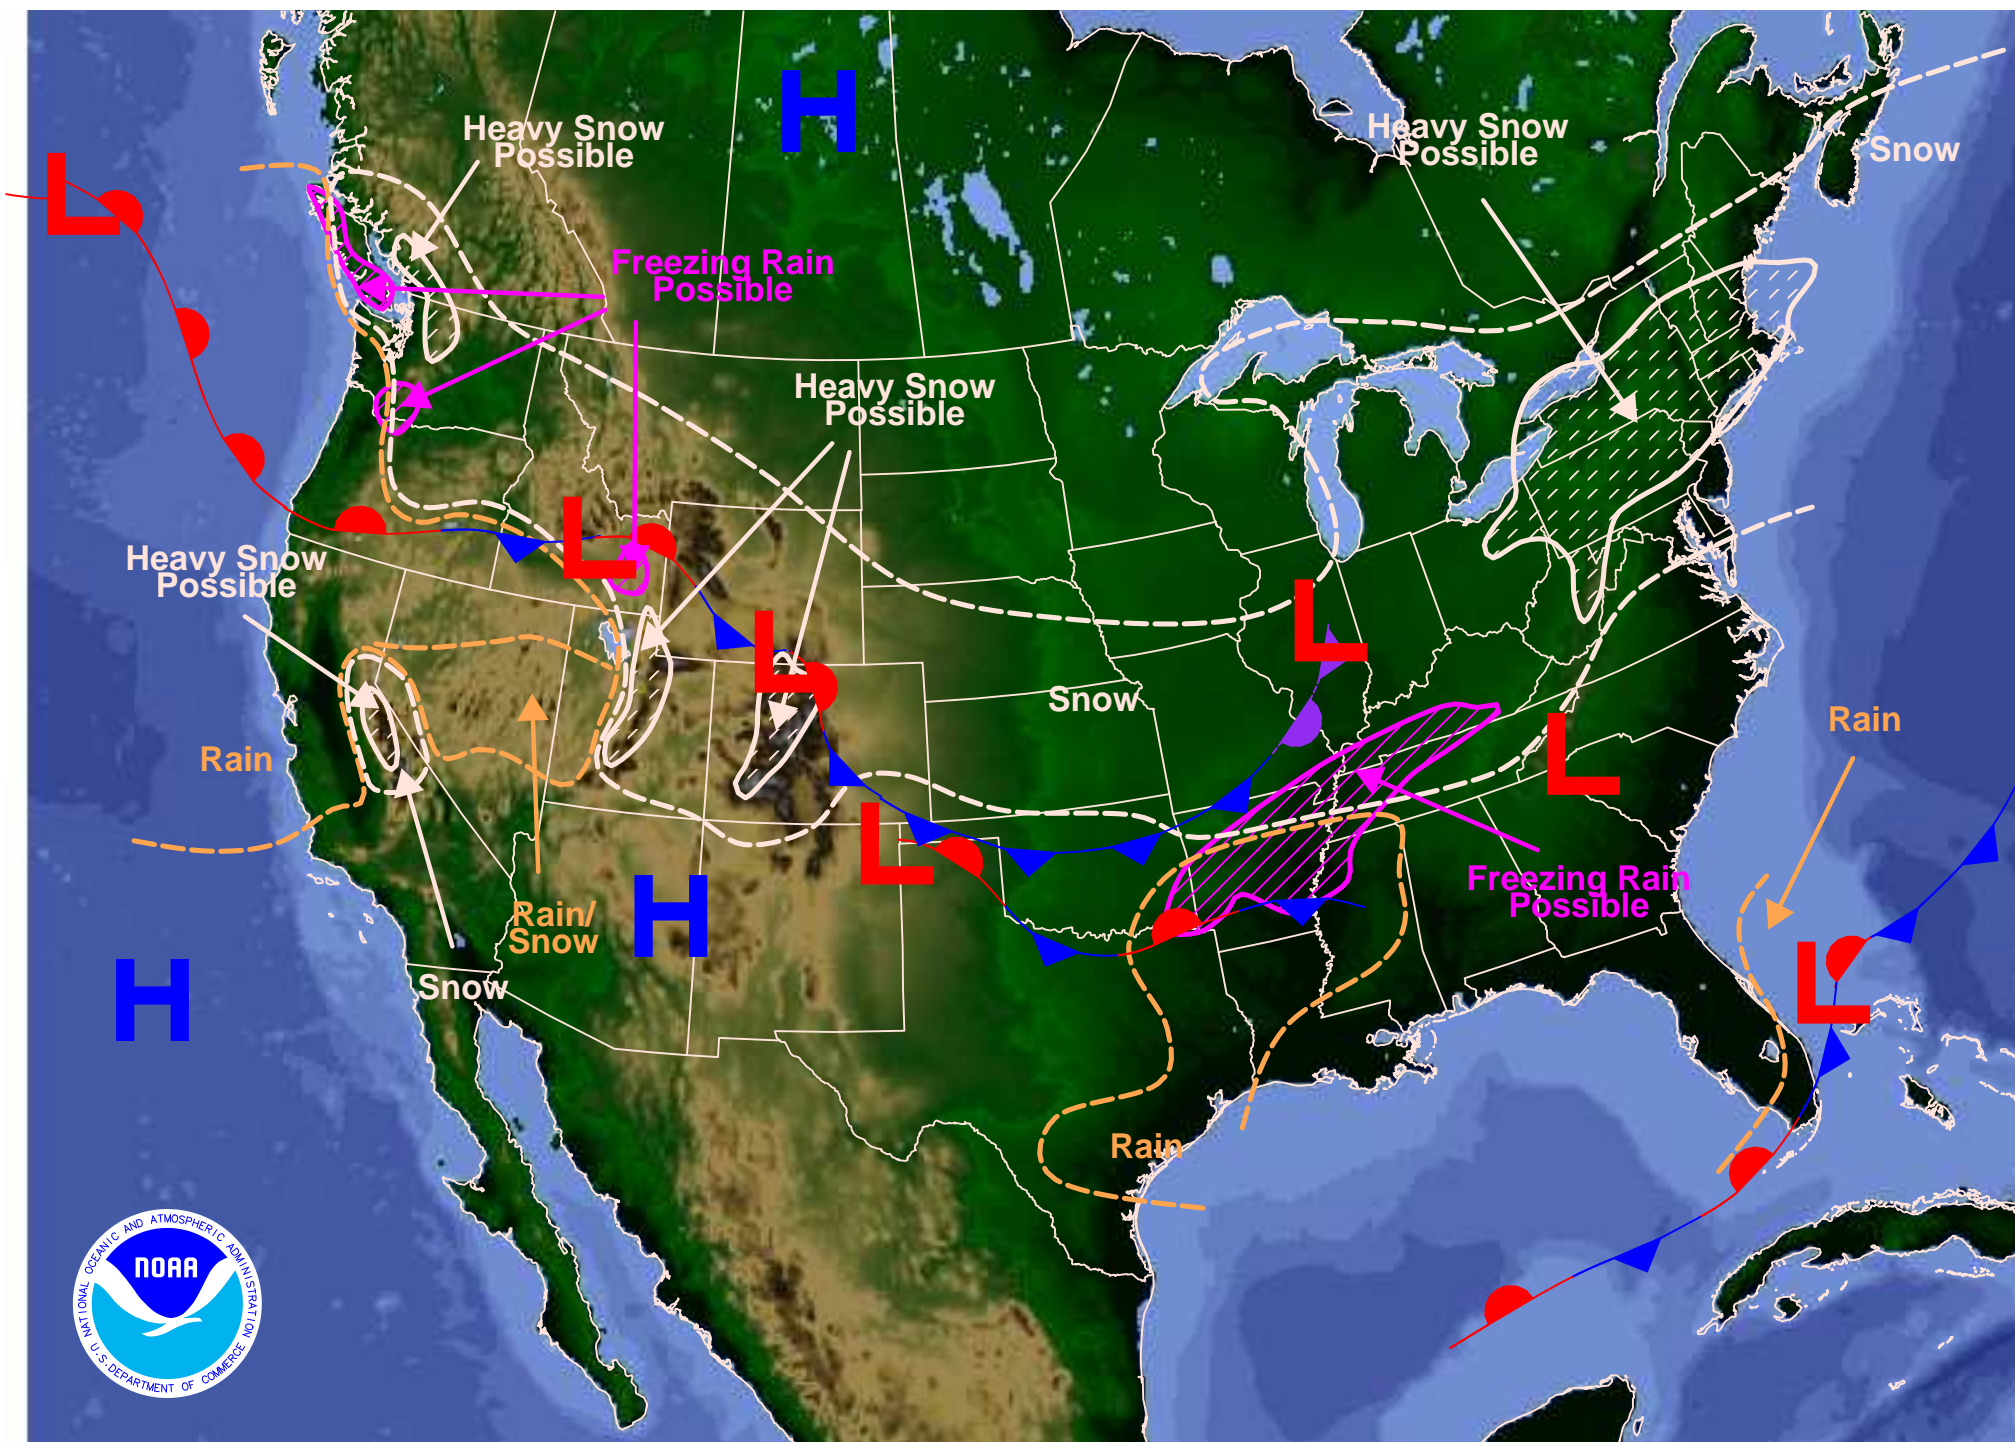 H
Heavy Snow
Possible
Heavy Snow
Possible
Snow
L
Freezing Rain
Possible
Heavy Snow
Possible
L
Heavy Snow
Possible
L
L
Snow
Rain
L
Rain
L
L
Freezing Rain
Possible
H
Rain/
Snow
H
Snow
L
Rain
NOAA
NATIONAL OCEANIC AND ATMOSPHERIC ADMINISTRATION
U.S. DEPARTMENT OF COMMERCE